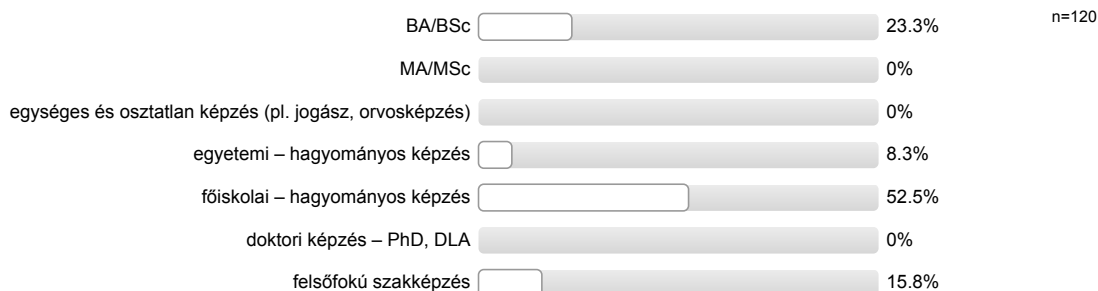 BA/BSc 23.3% n=120
MA/MSc 0%
egységes és osztatlan képzés (pl. jogász, orvosképzés) 0%
egyetemi – hagyományos képzés 8.3%
főiskolai – hagyományos képzés 52.5%
doktori képzés – PhD, DLA 0%
felsőfokú szakképzés 15.8%